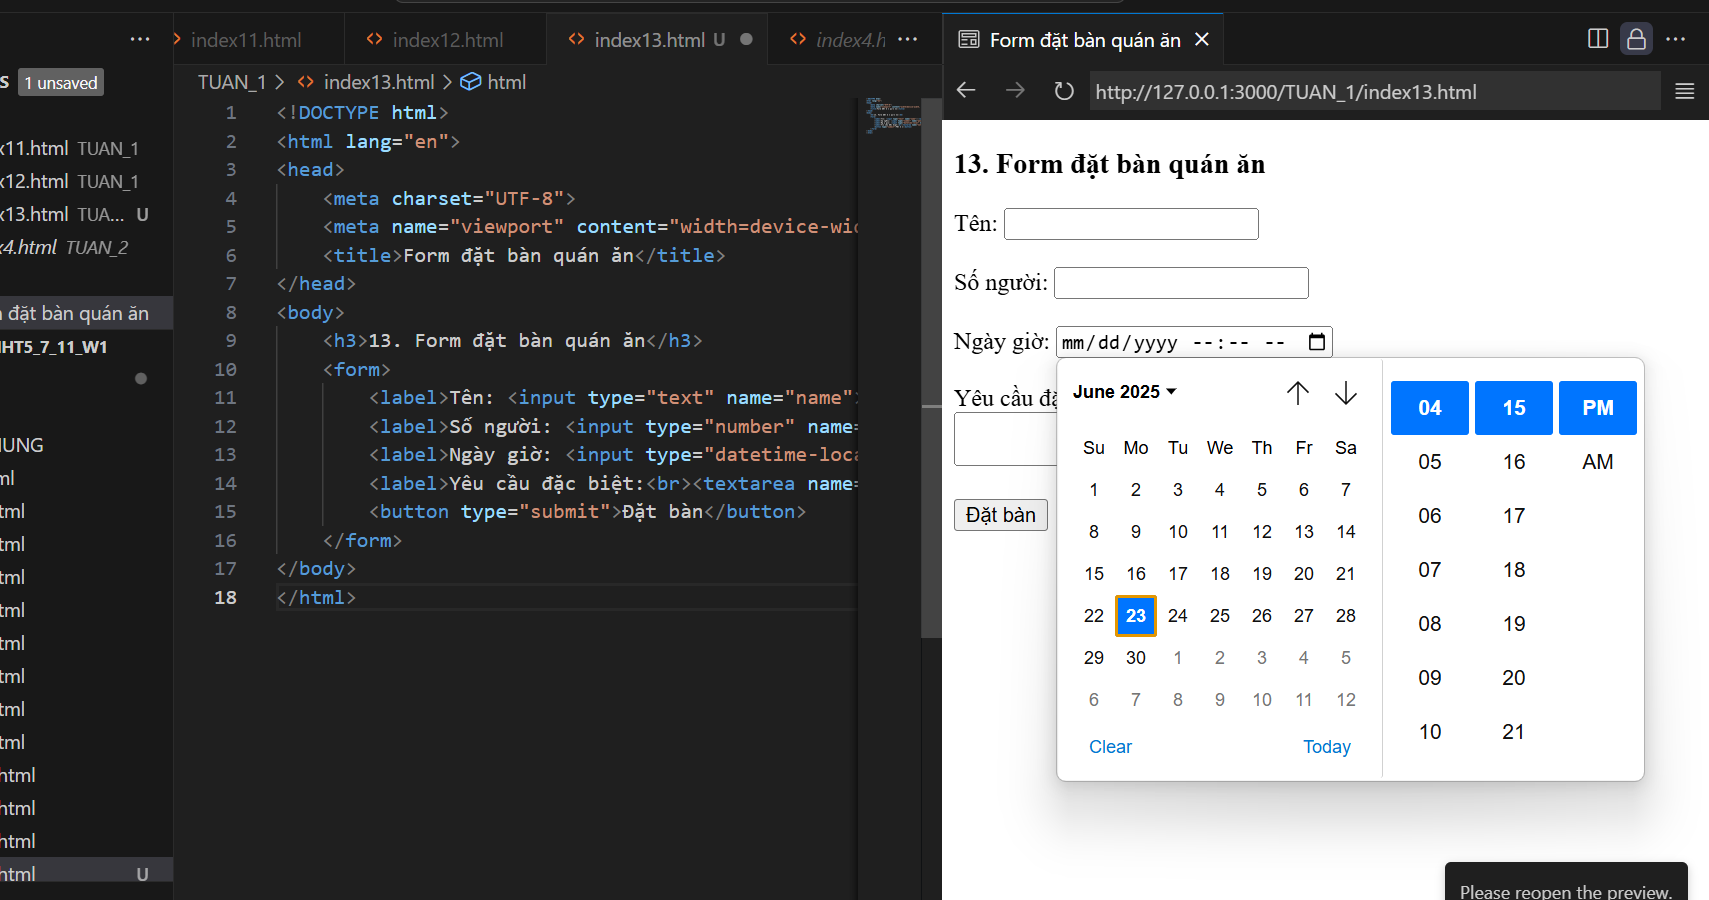 index11.html
index12.html
index13.html U
index4.h
Form đặt bàn quán ăn
1 unsaved
TUAN_1 > index13.html > html
http://127.0.0.1:3000/TUAN_1/index13.html
x11.html TUAN_1
x12.html TUAN_1
x13.html TUA... U
x4.html TUAN_2
đặt bàn quán ăn
HT5_7_11_W1
UNG
ml
tml
tml
tml
tml
tml
tml
tml
tml
html
html
html
html U
1 <!DOCTYPE html>
2 <html lang="en">
3 <head>
4 <meta charset="UTF-8">
5 <meta name="viewport" content="width=device-wid
6 <title>Form đặt bàn quán ăn</title>
7 </head>
8 <body>
9 <h3>13. Form đặt bàn quán ăn</h3>
10 <form>
11 <label>Tên: <input type="text" name="name">
12 <label>Số người: <input type="number" name=
13 <label>Ngày giờ: <input type="datetime-loca
14 <label>Yêu cầu đặc biệt:<br><textarea name=
15 <button type="submit">Đặt bàn</button>
16 </form>
17 </body>
18 </html>
13. Form đặt bàn quán ăn
Tên:
Số người:
Ngày giờ: mm/dd/yyyy --:-- --
Yêu cầu đặ
Đặt bàn
June 2025
Su Mo Tu We Th Fr Sa
1 2 3 4 5 6 7
8 9 10 11 12 13 14
15 16 17 18 19 20 21
22 23 24 25 26 27 28
29 30 1 2 3 4 5
6 7 8 9 10 11 12
Clear Today
04 15 PM
05 16 AM
06 17
07 18
08 19
09 20
10 21
Please reopen the preview.